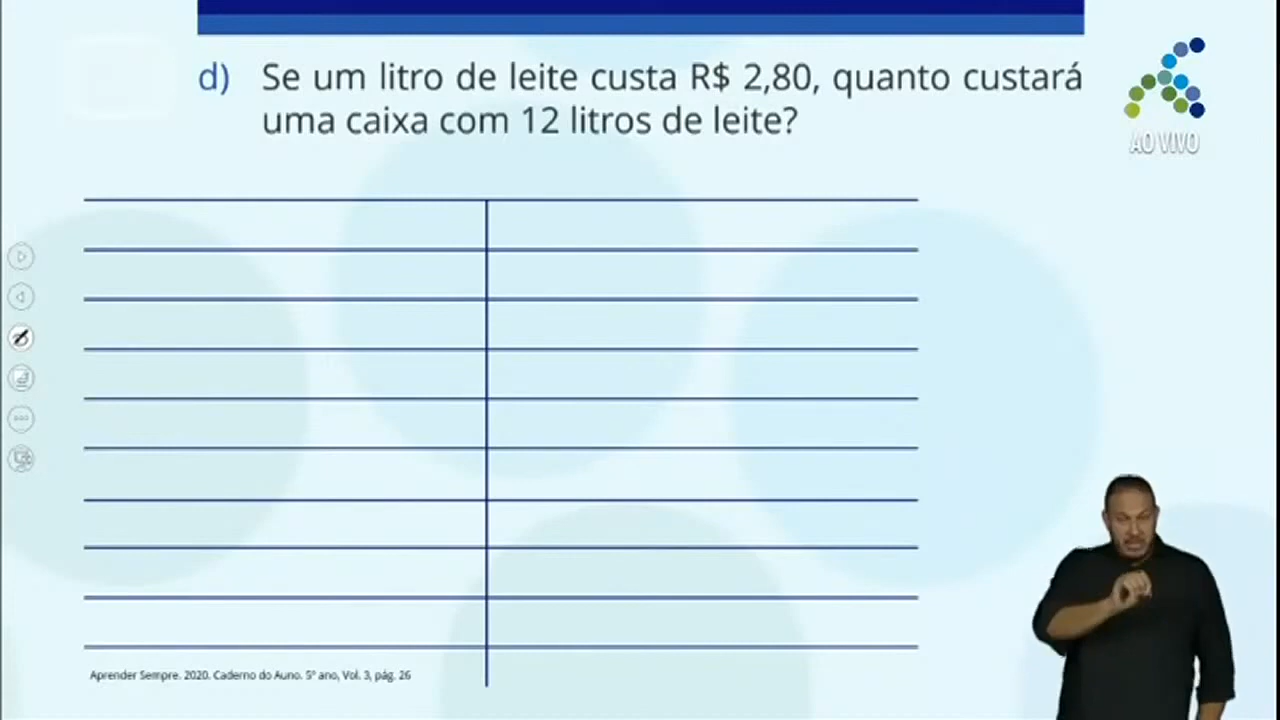 d) Se um litro de leite custa R$ 2,80, quanto custará
uma caixa com 12 litros de leite?
AO VIVO
Aprender Sempre. 2020. Caderno do Auno. 5º ano, Vol. 3, pág. 26